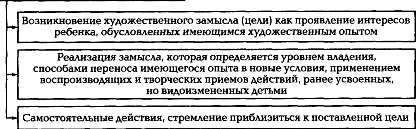 Возникновение художественного замысла (цели) как проявление интересов
ребенка, обусловленных имеющимся художественным опытом
Реализация замысла, которая определяется уровнем владения,
способами переноса имеющегося опыта в новые условия, применением
воспроизводящих и творческих приемов действий, ранее усвоенных,
но видоизмененных детьми
Самостоятельные действия, стремление приблизиться к поставленной цели